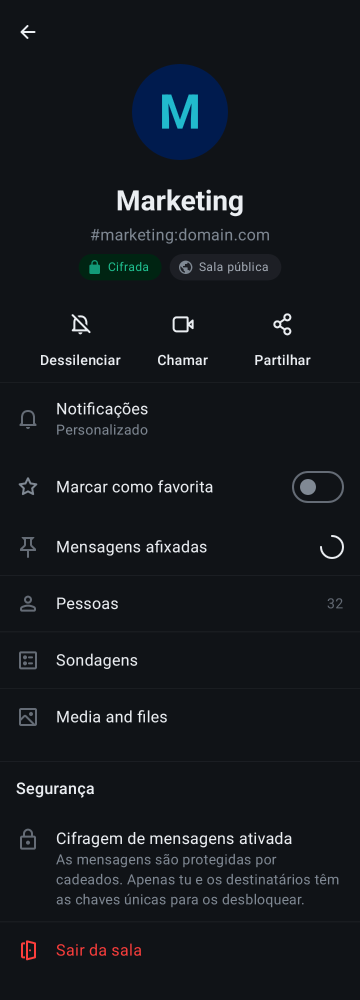 M
Marketing
#marketing:domain.com
Cifrada
Sala pública
Dessilenciar
Chamar
Partilhar
Notificações
Personalizado
Marcar como favorita
Mensagens afixadas
Pessoas
32
Sondagens
Media and files
Segurança
Cifragem de mensagens ativada
As mensagens são protegidas por
cadeados. Apenas tu e os destinatários têm
as chaves únicas para os desbloquear.
Sair da sala